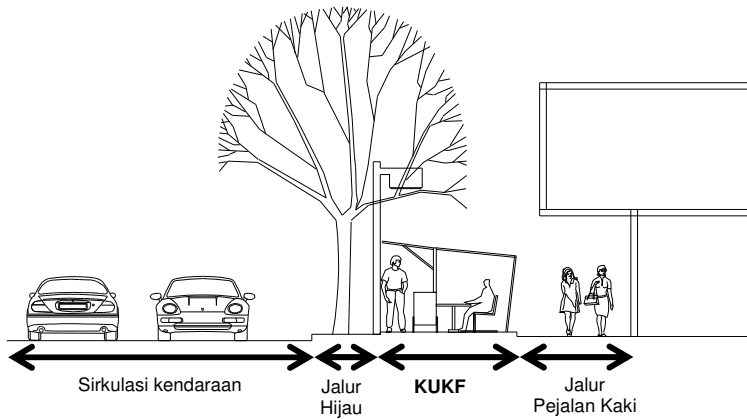 Sirkulasi kendaraan
Jalur
Hijau
KUKF
Jalur
Pejalan Kaki